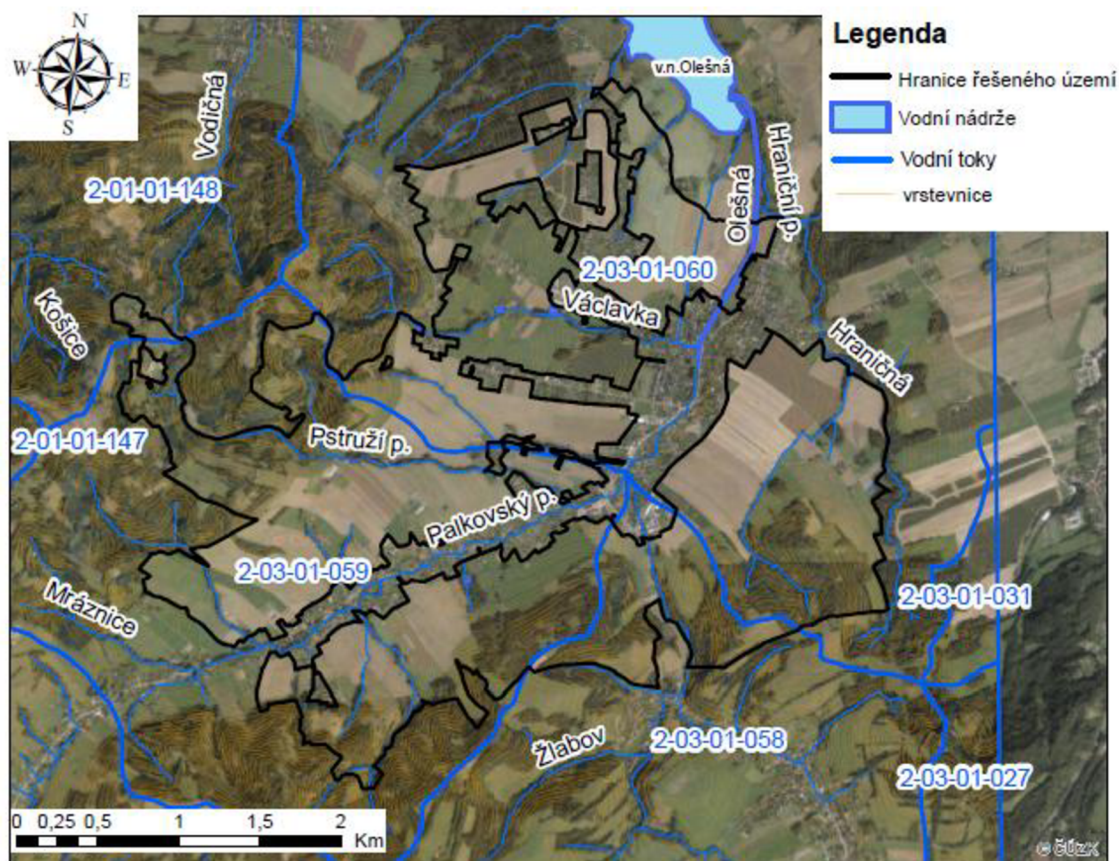 N
W
E
S
Legenda
Hranice řešeného území
Vodní nádrže
Vodní toky
vrstevnice
v.n.Olešná
Vodičná
Hraniční p.
Olešná
2-01-01-148
2-03-01-060
Košice
Václavka
Hraničná
2-01-01-147
Pstruží p.
Palkovský p.
2-03-01-059
Mráznice
2-03-01-031
Žlabov
2-03-01-058
2-03-01-027
0 0,25 0,5 1 1,5 2
Km
© ČÚZK